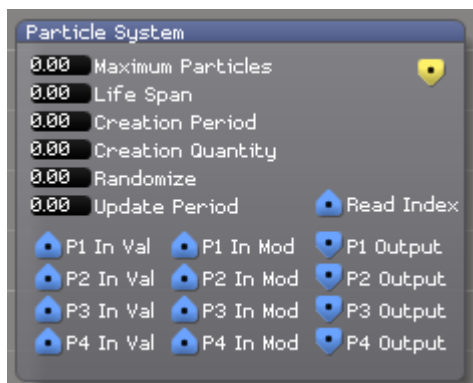 Particle System
0.00 Maximum Particles
0.00 Life Span
0.00 Creation Period
0.00 Creation Quantity
0.00 Randomize
0.00 Update Period Read Index
P1 In Val P1 In Mod P1 Output
P2 In Val P2 In Mod P2 Output
P3 In Val P3 In Mod P3 Output
P4 In Val P4 In Mod P4 Output